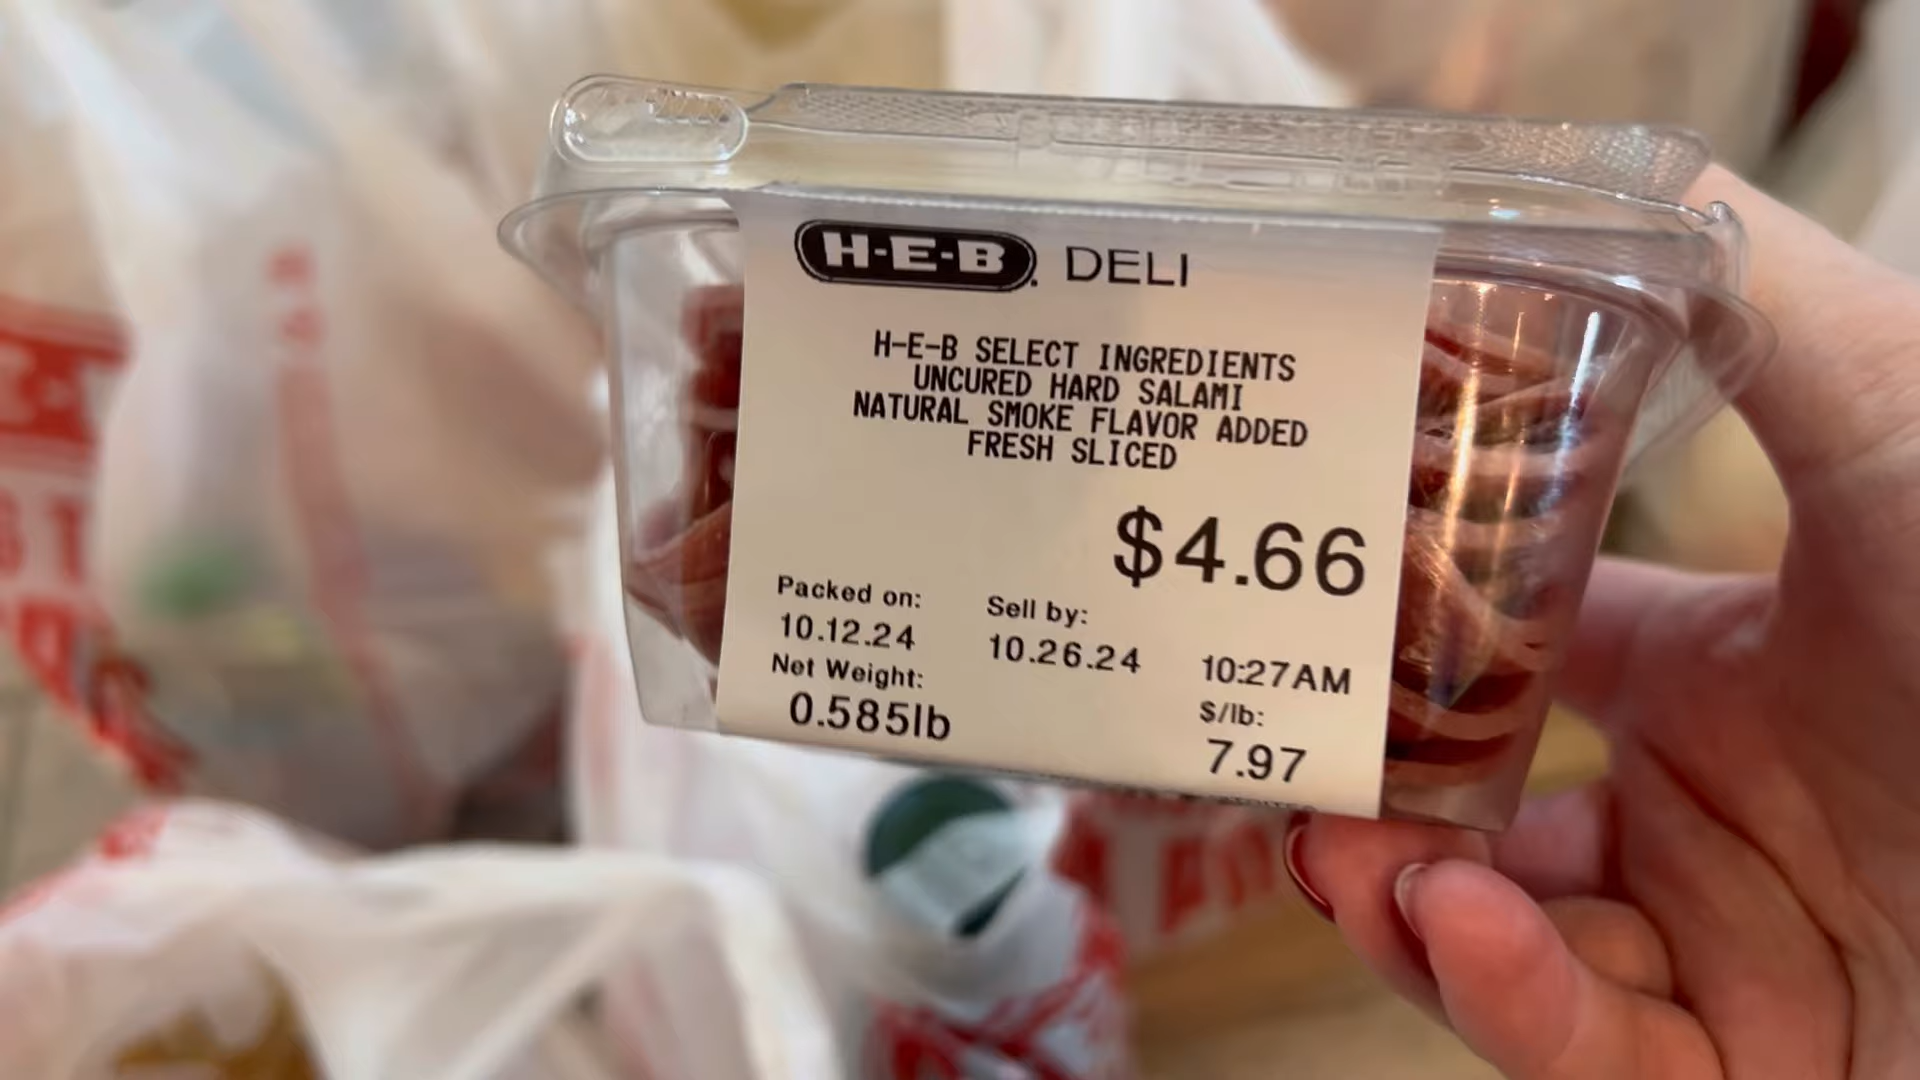 H-E-B DELI
H-E-B SELECT INGREDIENTS
UNCURED HARD SALAMI
NATURAL SMOKE FLAVOR ADDED
FRESH SLICED
$4.66
Packed on: Sell by:
10.12.24 10.26.24 10:27AM
Net Weight: $/lb:
0.585lb 7.97